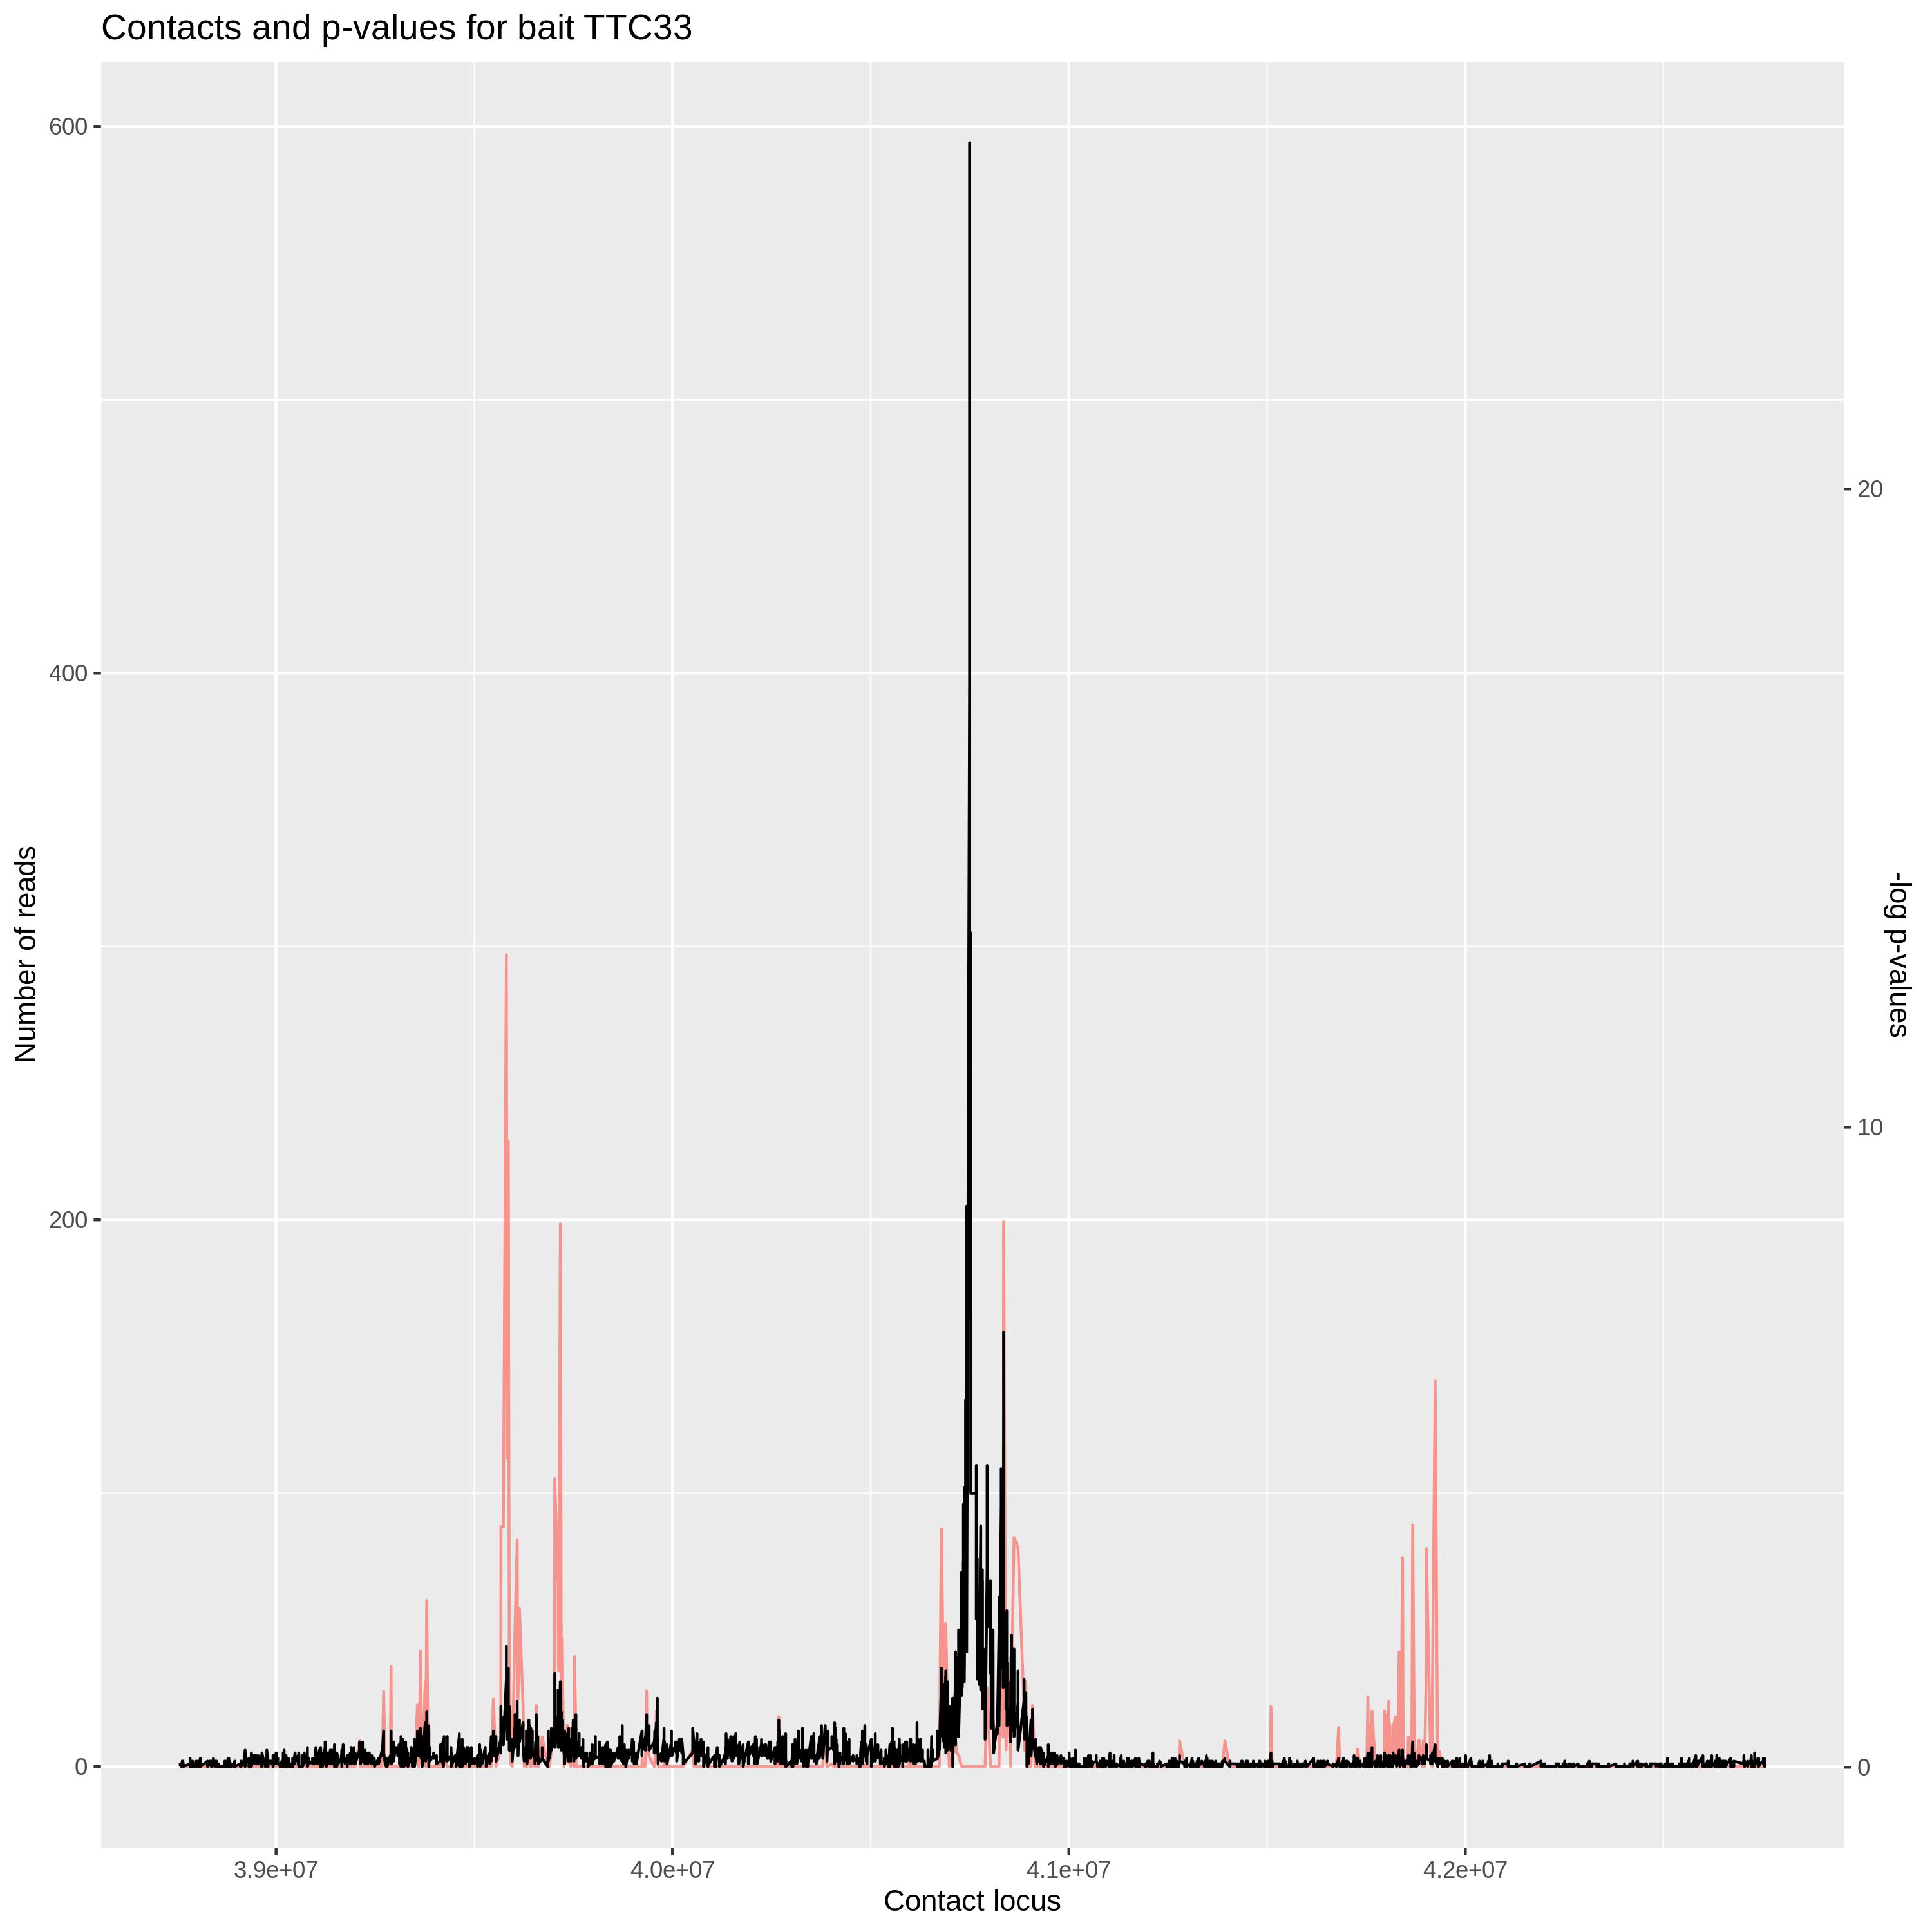 Contacts and p-values for bait TTC33
600
400
200
0
Number of reads
20
10
0
-log p-values
3.9e+07
4.0e+07
4.1e+07
4.2e+07
Contact locus